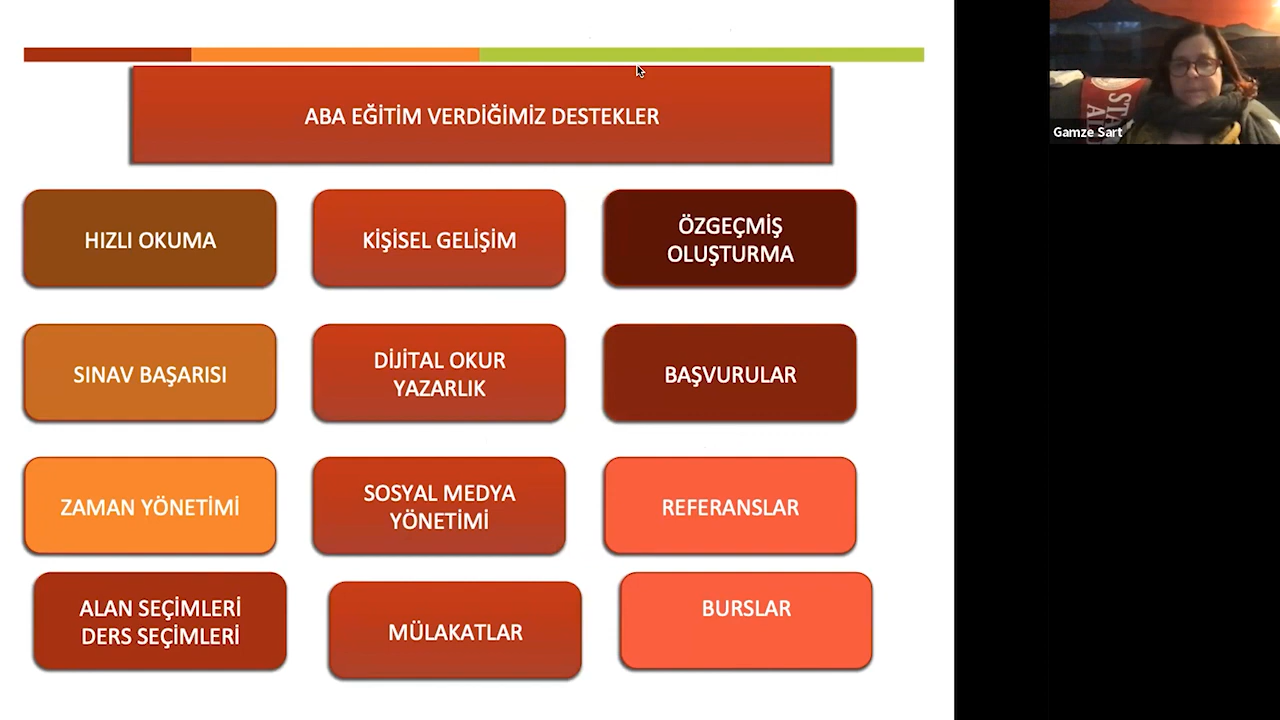 ABA EĞİTİM VERDİĞİMİZ DESTEKLER
HIZLI OKUMA
KİŞİSEL GELİŞİM
ÖZGEÇMİŞ
OLUŞTURMA
SINAV BAŞARISI
DİJİTAL OKUR
YAZARLIK
BAŞVURULAR
ZAMAN YÖNETİMİ
SOSYAL MEDYA
YÖNETİMİ
REFERANSLAR
ALAN SEÇİMLERİ
DERS SEÇİMLERİ
MÜLAKATLAR
BURSLAR
Gamze Sart